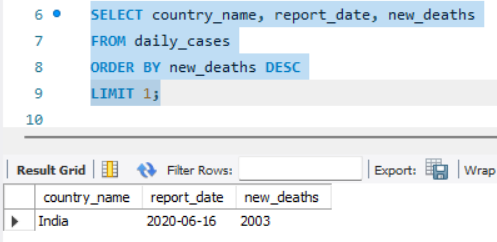 6 SELECT country_name, report_date, new_deaths
7 FROM daily_cases
8 ORDER BY new_deaths DESC
9 LIMIT 1;
10
Result Grid Filter Rows: Export: Wrap
country_name report_date new_deaths
India 2020-06-16 2003